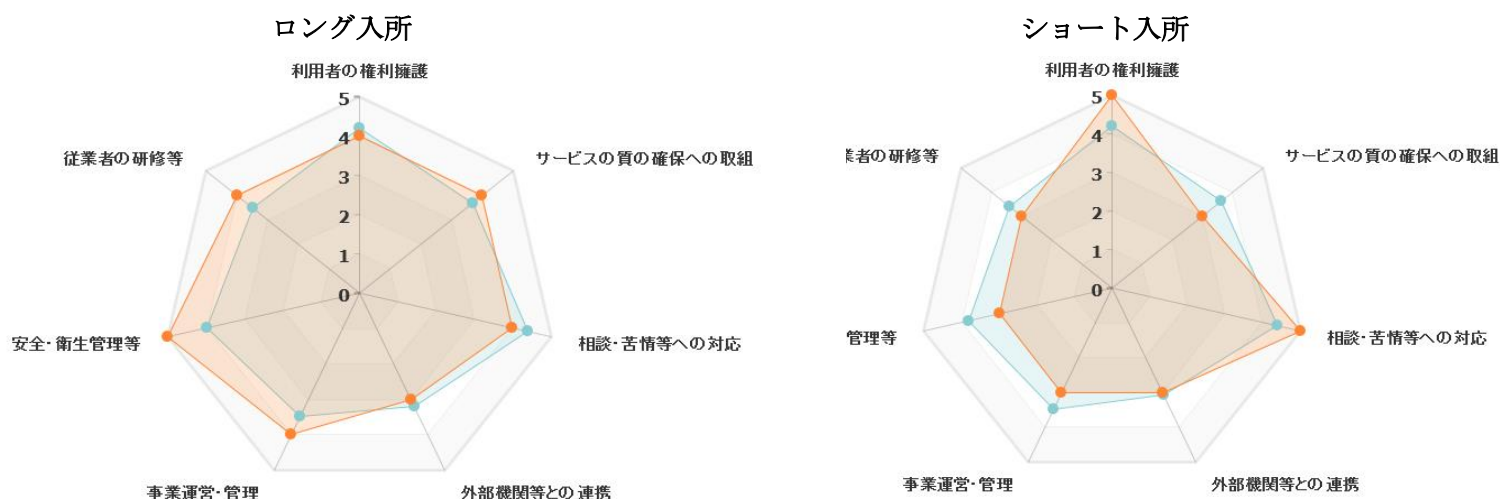 ロング入所
利用者の権利擁護
サービスの質の確保への取組
相談・苦情等への対応
外部機関等との連携
事業運営・管理
安全・衛生管理等
従業者の研修等
5
4
3
2
1
0
ショート入所
利用者の権利擁護
サービスの質の確保への取組
相談・苦情等への対応
外部機関等との連携
事業運営・管理
管理等
業者の研修等
5
4
3
2
1
0